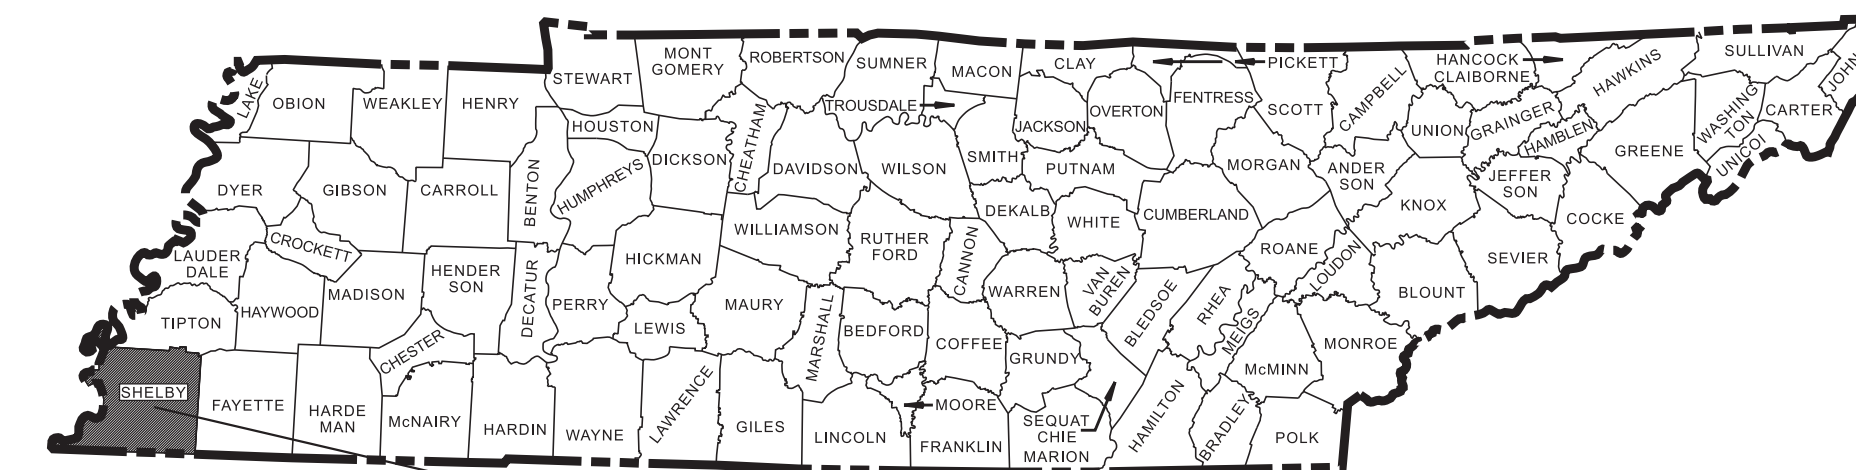 LAKE
OBION
WEAKLEY
HENRY
STEWART
MONT
GOMERY
ROBERTSON
SUMNER
MACON
CLAY
PICKETT
HANCOCK
CLAIBORNE
HAWKINS
SULLIVAN
JOHN
TROUSDALE
HOUSTON
DICKSON
CHEATHAM
DAVIDSON
WILSON
SMITH
JACKSON
OVERTON
FENTRESS
SCOTT
CAMPBELL
UNION
GRAINGER
HAMBLEN
GREENE
WASHING
TON
CARTER
UNICOI
DYER
GIBSON
CARROLL
BENTON
HUMPHREYS
PUTNAM
MORGAN
ANDER
SON
JEFFER
SON
KNOX
COCKE
LAUDER
DALE
CROCKETT
HENDER
SON
DECATUR
PERRY
HICKMAN
WILLIAMSON
RUTHER
FORD
CANNON
DEKALB
WHITE
CUMBERLAND
ROANE
LOUDON
BLOUNT
SEVIER
TIPTON
HAYWOOD
MADISON
LEWIS
MAURY
MARSHALL
BEDFORD
COFFEE
WARREN
VAN
BUREN
BLEDSOE
RHEA
MEIGS
McMINN
MONROE
SHELBY
FAYETTE
HARDE
MAN
CHESTER
McNAIRY
HARDIN
WAYNE
LAWRENCE
GILES
LINCOLN
MOORE
FRANKLIN
GRUNDY
SEQUAT
CHIE
MARION
HAMILTON
BRADLEY
POLK